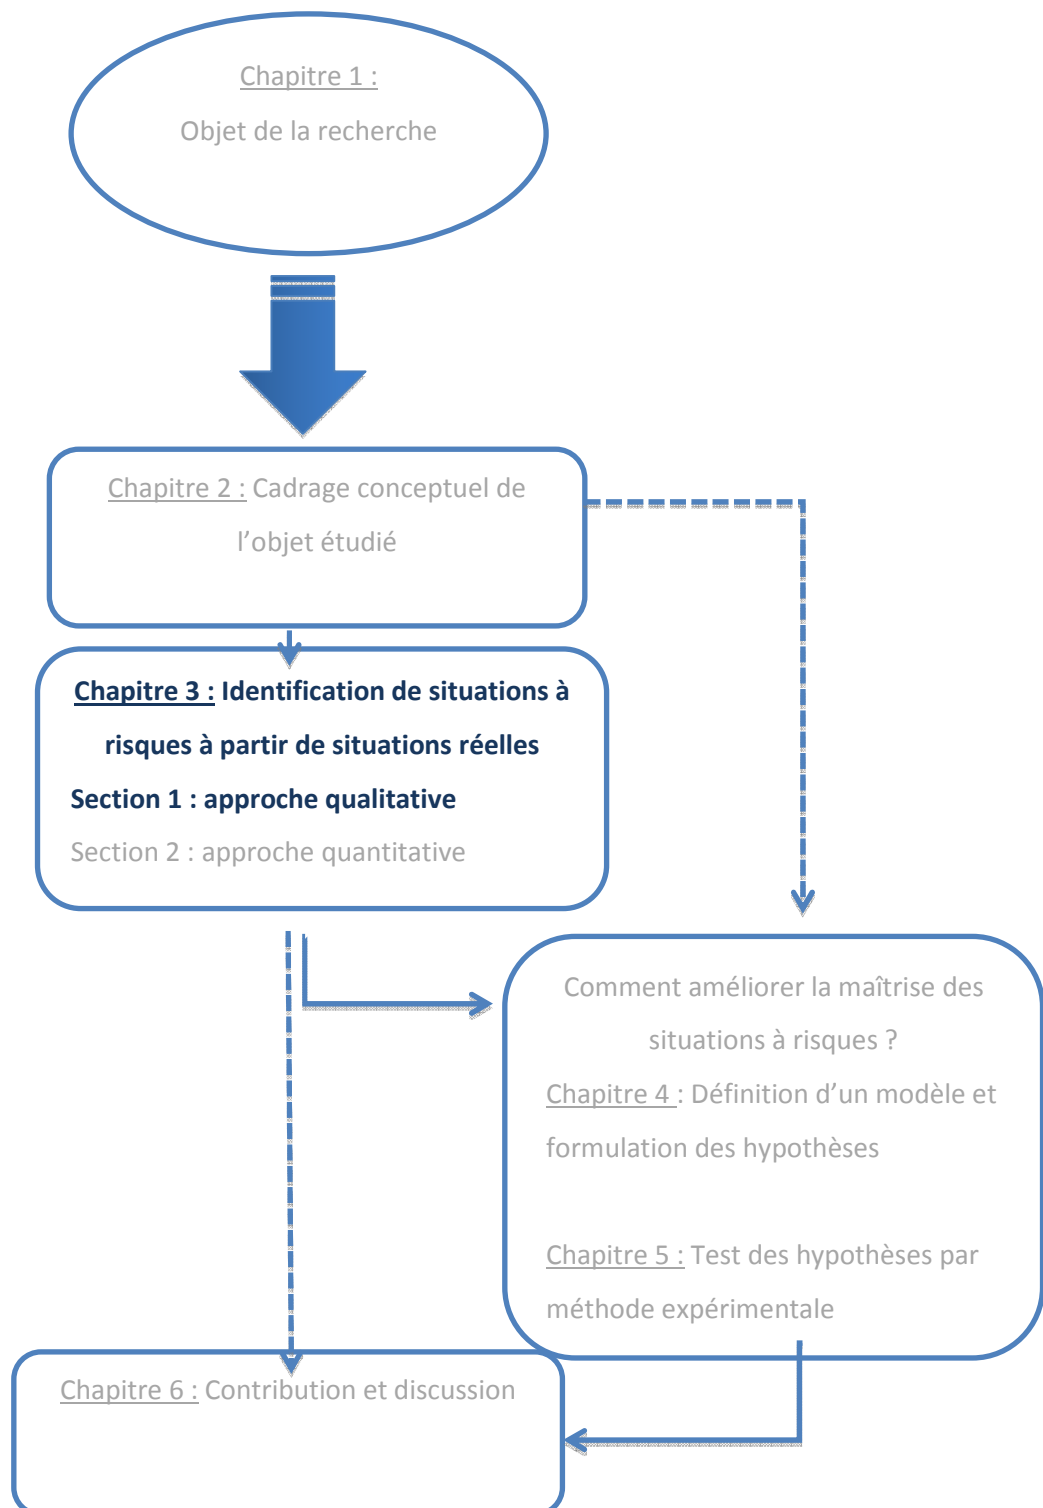 Chapitre 1 :
Objet de la recherche
Chapitre 2 : Cadrage conceptuel de
l’objet étudié
Chapitre 3 : Identification de situations à
risques à partir de situations réelles
Section 1 : approche qualitative
Section 2 : approche quantitative
Comment améliorer la maîtrise des
situations à risques ?
Chapitre 4 : Définition d’un modèle et
formulation des hypothèses
Chapitre 5 : Test des hypothèses par
méthode expérimentale
Chapitre 6 : Contribution et discussion